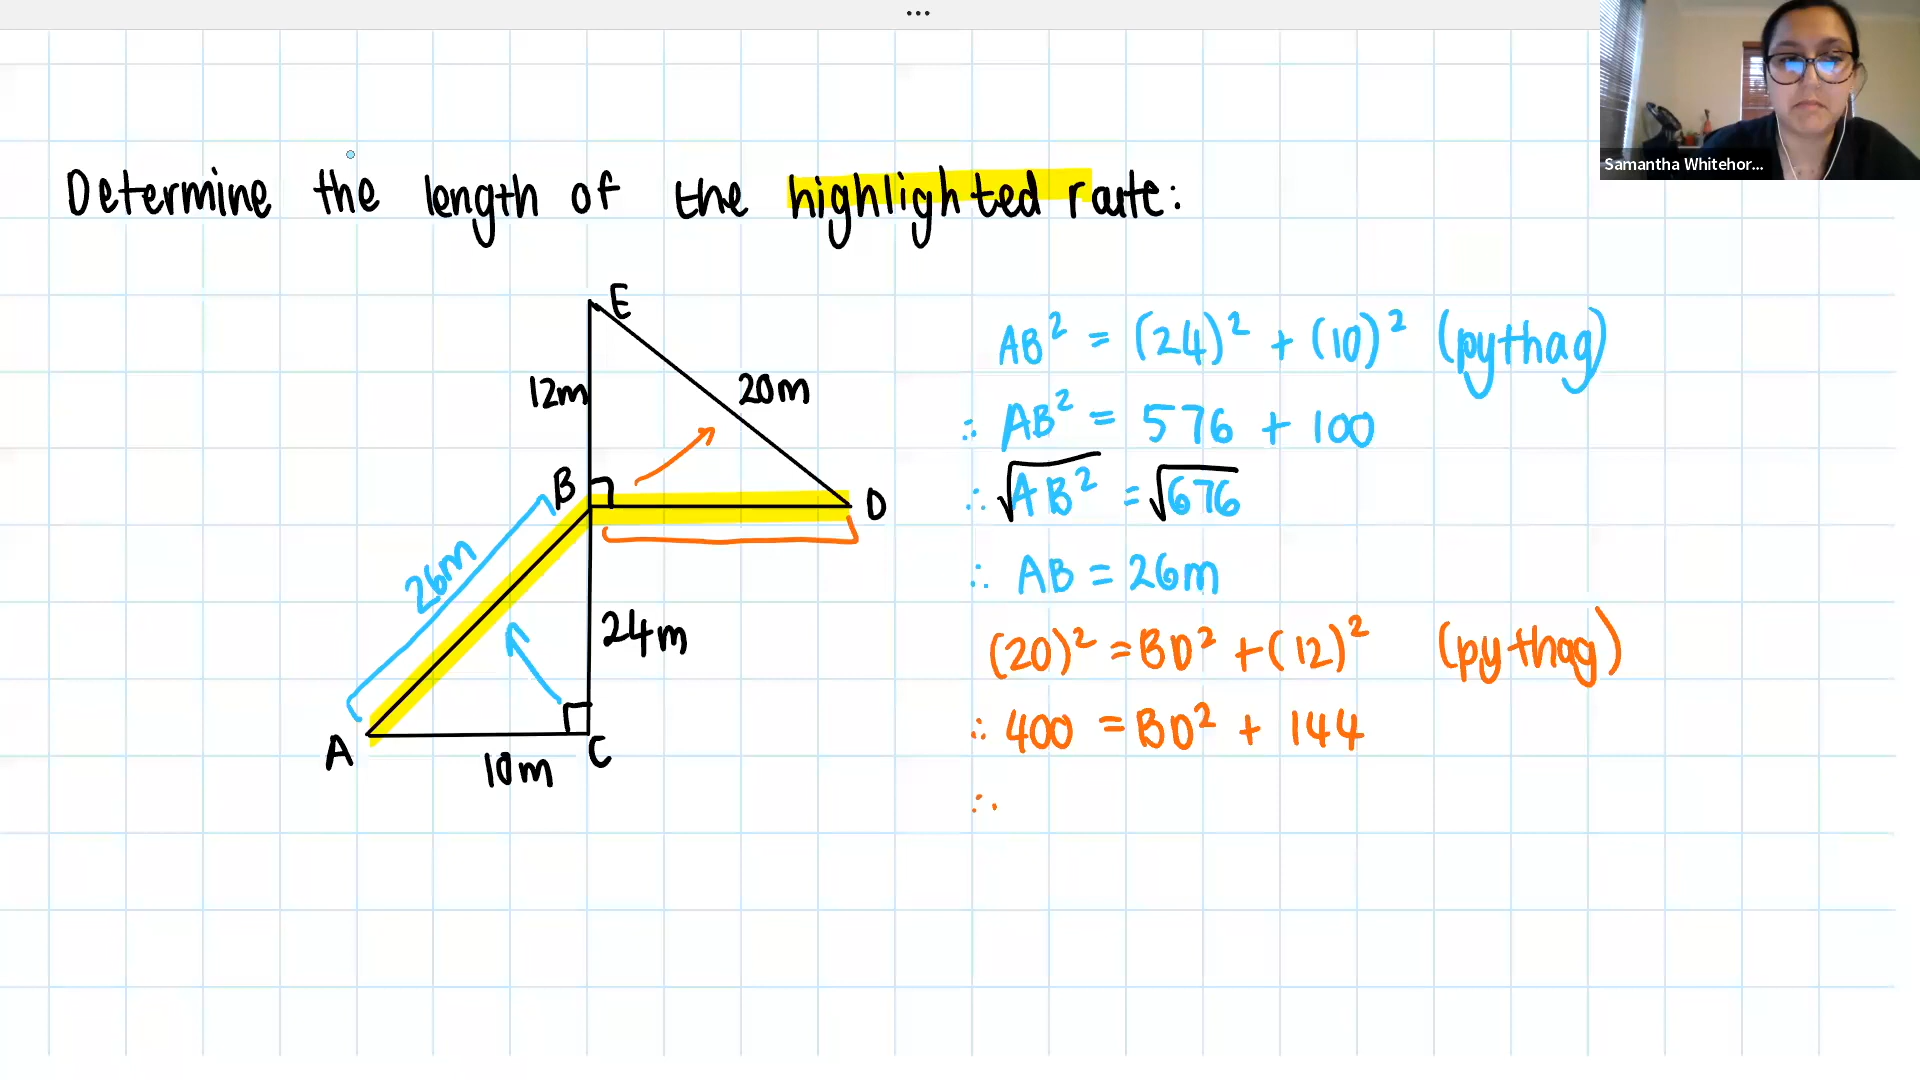 ...
Samantha Whitehor...
Determine the length of the highlighted route:
E
12m
20m
B
D
26m
24m
A
10m
C
AB² = (24)² + (10)² (pythag)
∴ AB² = 576 + 100
∴ √AB² = √676
∴ AB = 26m
(20)² = BD² + (12)² (pythag)
∴ 400 = BD² + 144
∴